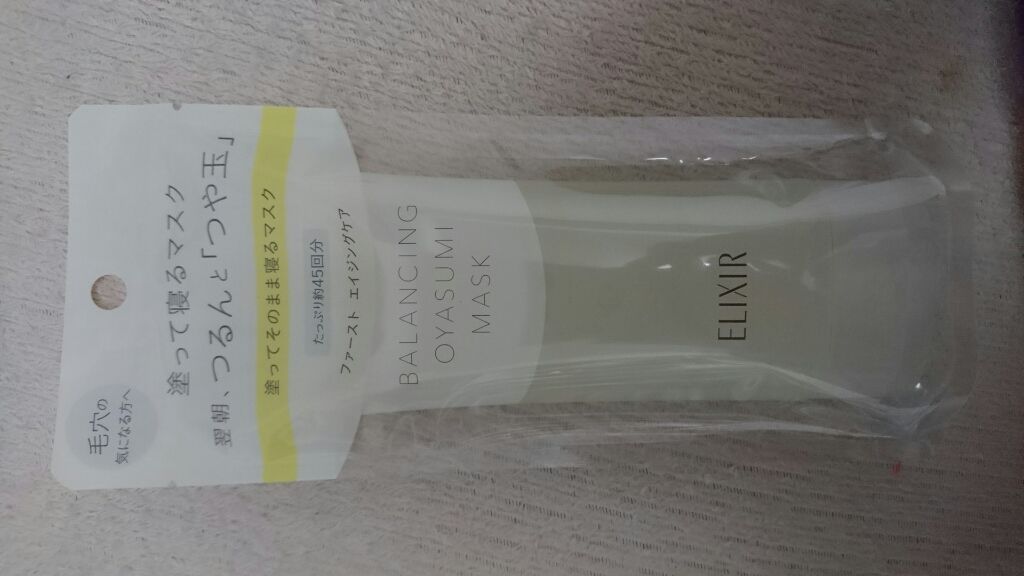 毛穴の
気になる方へ
塗って寝るマスク
翌朝、つるんと「つや玉」
塗ってそのまま寝るマスク
たっぷり約45回分
ファースト エイジングケア
BALANCING
OYASUMI
MASK
ELIXIR